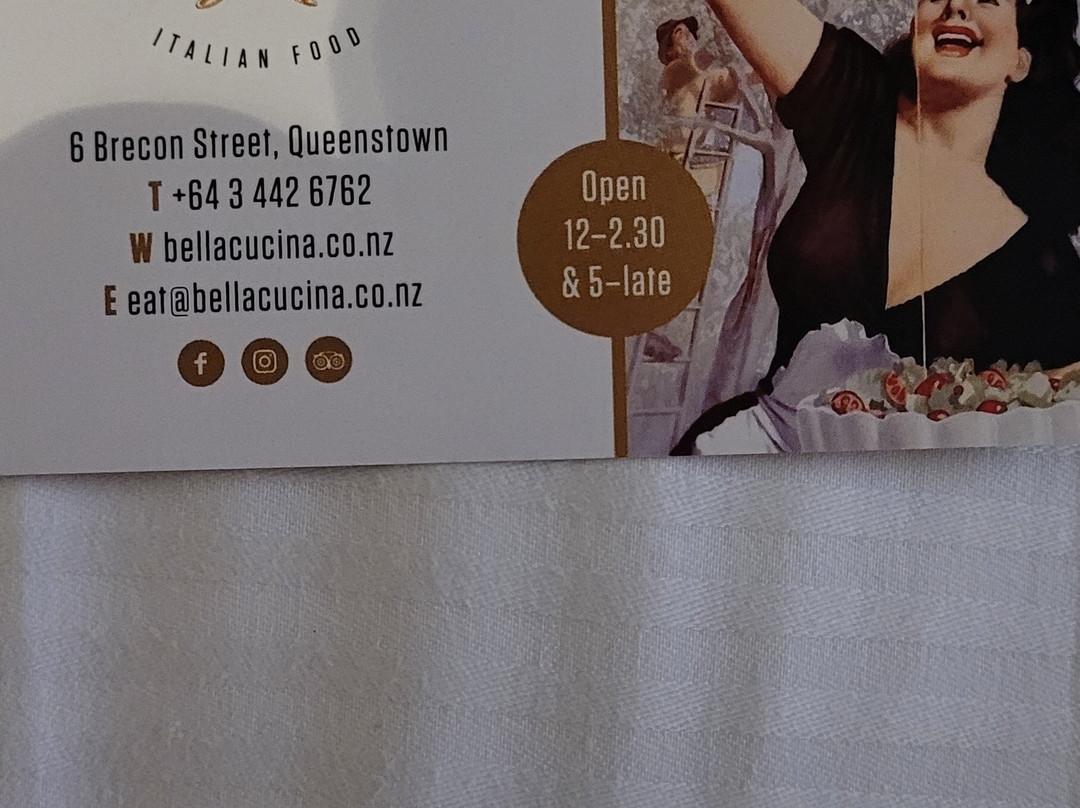 ITALIAN FOOD
6 Brecon Street, Queenstown
T +64 3 442 6762
W bellacucina.co.nz
E eat@bellacucina.co.nz
Open
12–2.30
& 5–late